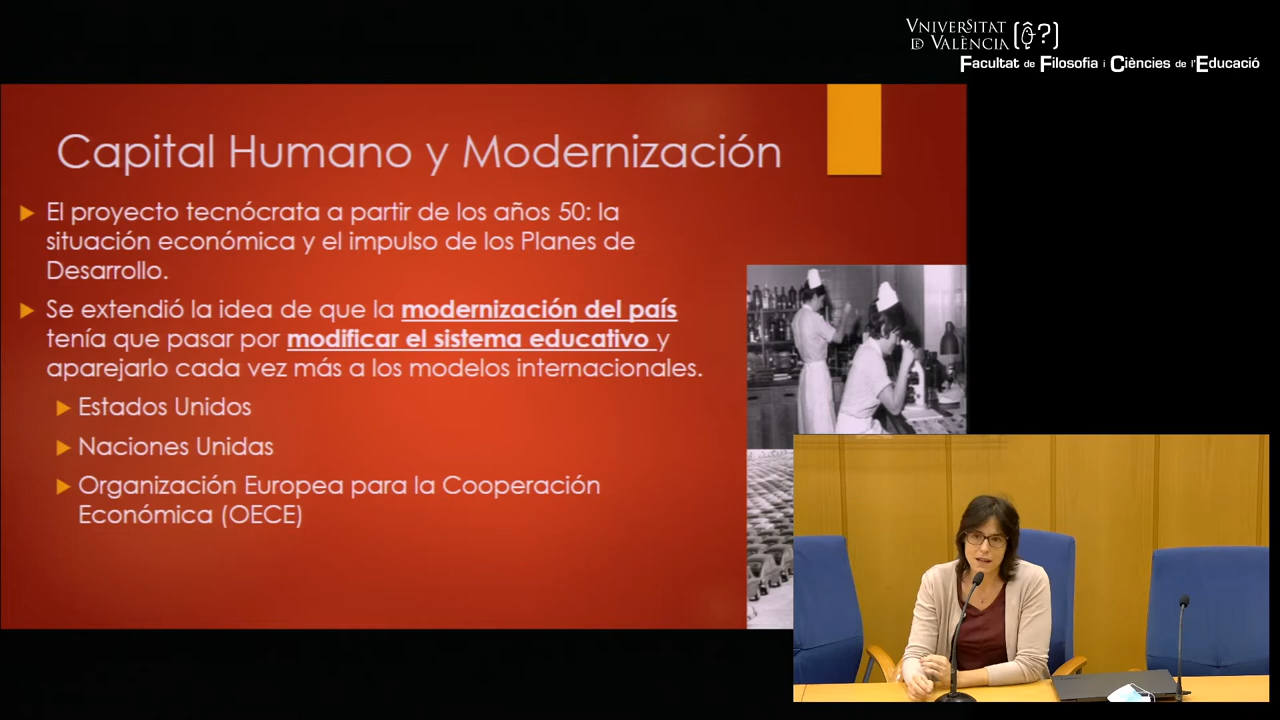 VNIVERSITAT
DE VALÈNCIA
Facultat de Filosofia i Ciències de l'Educació
Capital Humano y Modernización
El proyecto tecnócrata a partir de los años 50: la
situación económica y el impulso de los Planes de
Desarrollo.
Se extendió la idea de que la modernización del país
tenía que pasar por modificar el sistema educativo y
aparejarlo cada vez más a los modelos internacionales.
Estados Unidos
Naciones Unidas
Organización Europea para la Cooperación
Económica (OECE)